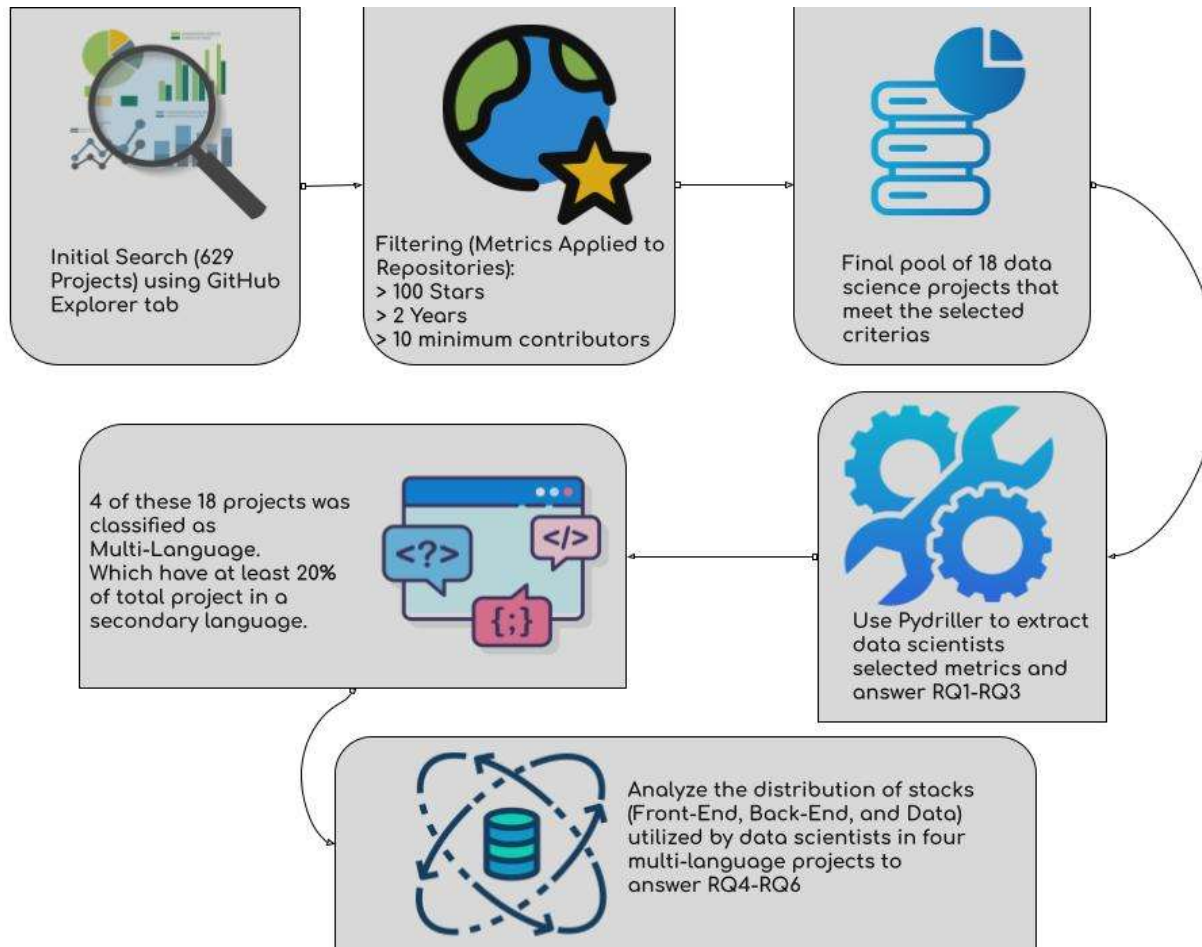 Initial Search (629
Projects) using GitHub
Explorer tab
Filtering (Metrics Applied to
Repositories):
> 100 Stars
> 2 Years
> 10 minimum contributors
Final pool of 18 data
science projects that
meet the selected
criterias
Use Pydriller to extract
data scientists
selected metrics and
answer RQ1-RQ3
4 of these 18 projects was
classified as
Multi-Language.
Which have at least 20%
of total project in a
secondary language.
<?>
</>
{;}
Analyze the distribution of stacks
(Front-End, Back-End, and Data)
utilized by data scientists in four
multi-language projects to
answer RQ4-RQ6